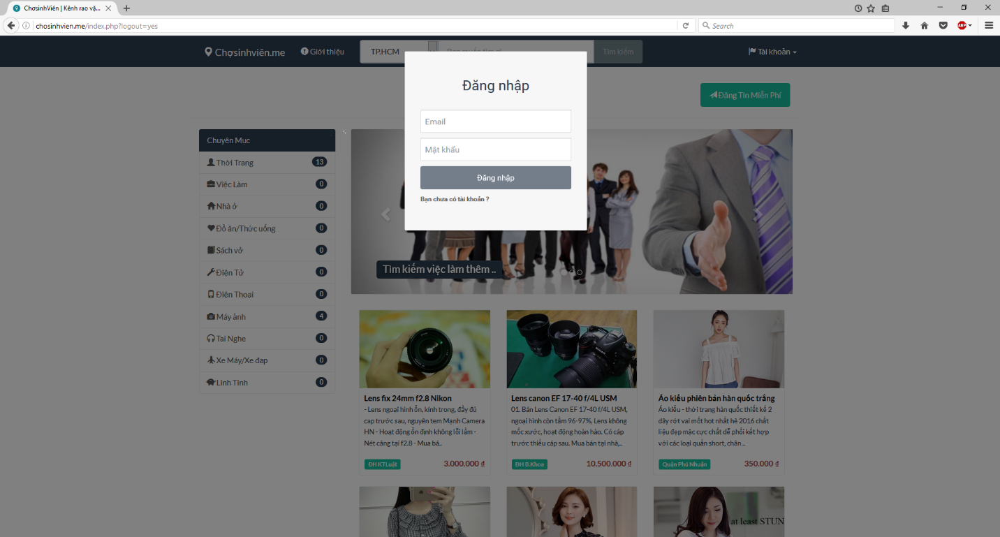 ChợsinhViên | Kênh rao vặ...
chosinhvien.me/index.php?logout=yes
Search
ABP
Chợsinhviên.me
Giới thiệu
TP.HCM
Bạn muốn tìm gì
Tìm kiếm
Tài khoản
Đăng nhập
Email
Mật khẩu
Đăng nhập
Bạn chưa có tài khoản ?
Đăng Tin Miễn Phí
Chuyên Mục
Thời Trang 13
Việc Làm 0
Nhà ở 0
Đồ ăn/Thức uống 0
Sách vở 0
Điện Tử 0
Điện Thoại 0
Máy ảnh 4
Tai Nghe 0
Xe Máy/Xe đạp 0
Linh Tinh 0
Tìm kiếm việc làm thêm ..
Lens fix 24mm f2.8 Nikon
- Lens ngoại hình ổn, kính trong, đầy đủ
cap trước sau, nguyên tem Mạnh Camera
HN - Hoạt động ổn định không lỗi lầm -
Nét căng tại f2.8 - Mua bá..
ĐH KT.Luật
3.000.000 đ
Lens canon EF 17-40 f/4L USM
01. Bán Lens Canon EF 17-40 f/4L USM,
ngoại hình còn tầm 96-97%, Lens không
mốc xước, hoạt động hoàn hảo. Có cáp
trước thiếu cáp sau. Mua bán tại nhà,..
ĐH B.Khoa
10.500.000 đ
Áo kiểu phiên bản hàn quốc trắng
Áo kiểu - thời trang hàn quốc thiết kế 2
dây rớt vai mốt hot nhất hè 2016 chất
liệu đẹp mặc cực chất dễ phối kết hợp
với các loại quần short, chân ..
Quận Phú Nhuận
350.000 đ
at least STUN